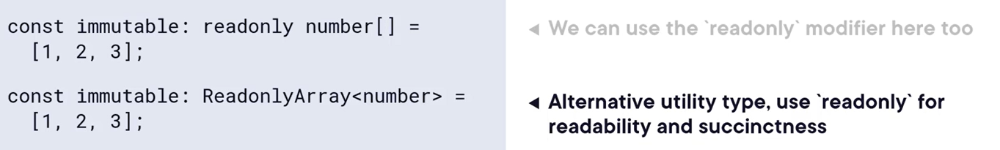 const immutable: readonly number[] =
  [1, 2, 3];
◄ We can use the `readonly` modifier here too
const immutable: ReadonlyArray<number> =
  [1, 2, 3];
◄ Alternative utility type, use `readonly` for
readability and succinctness